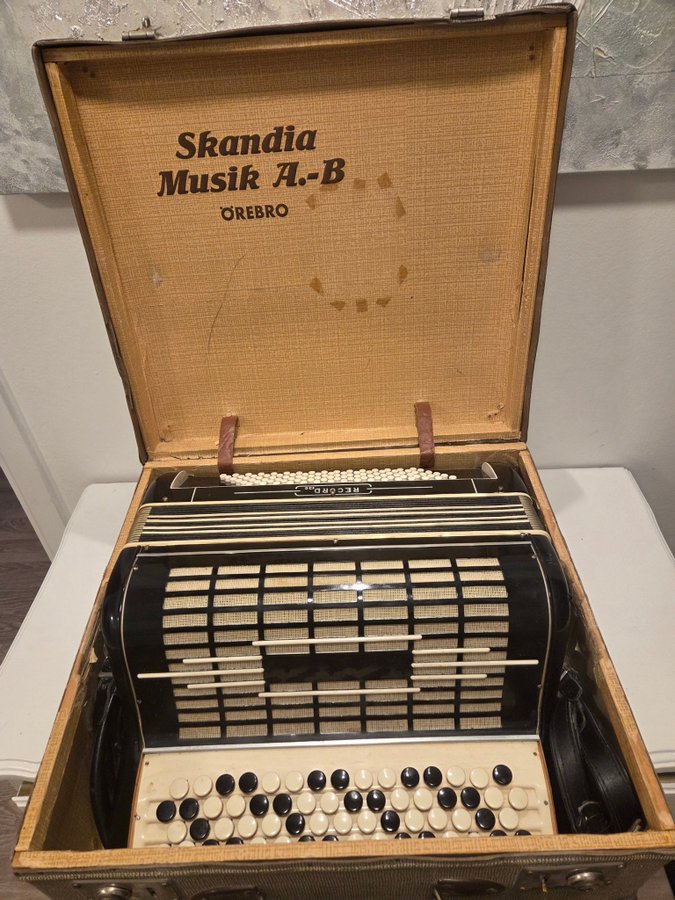 Skandia
Musik A.-B
ÖREBRO
RECORD